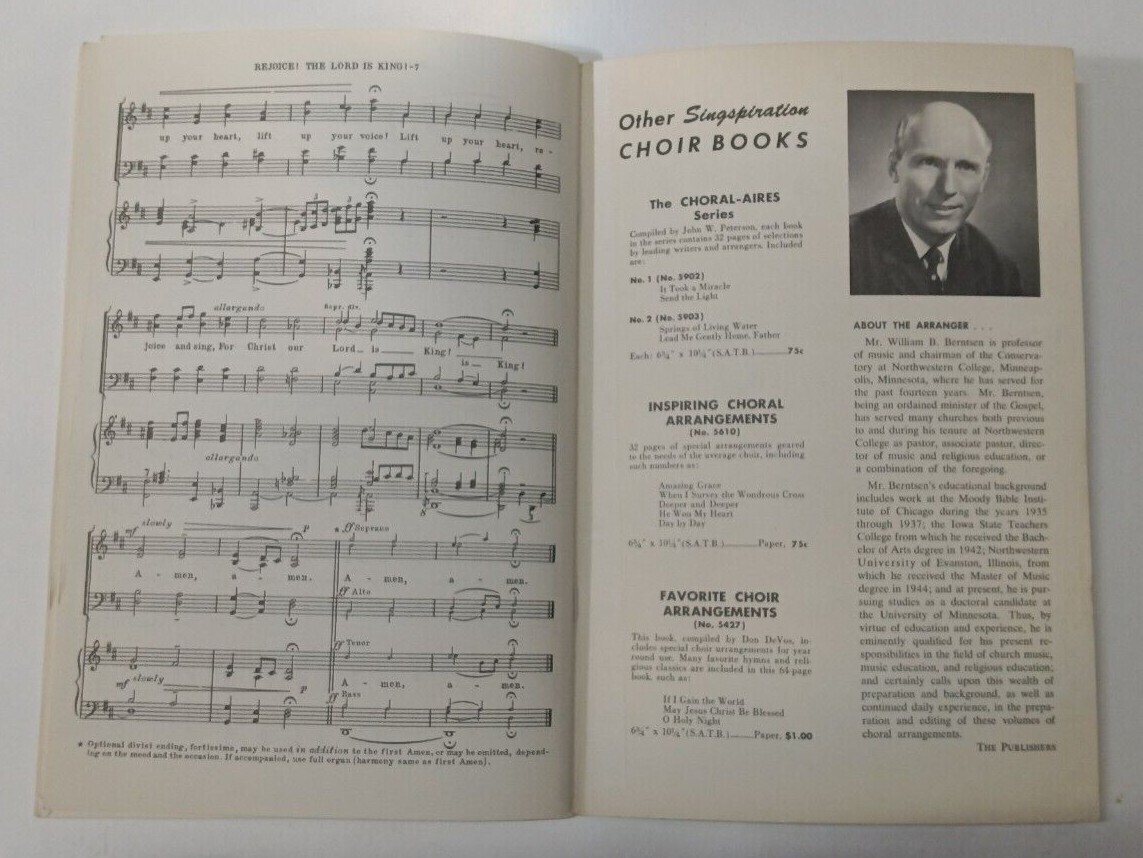 REJOICE! THE LORD IS KING!-7
up your heart, lift up your voice! Lift up your heart, re-
3 3
allargando Sopr. div.
joice and sing, For Christ our Lord is King!
is King!
allargando
7
mf slowly p * ff Soprano
A - men, a - men. A - men, a - men.
ff Alto
ff Tenor
mf slowly p A - men, a - men.
ff Bass
* Optional divisi ending, fortissimo, may be used in addition to the first Amen, or may be omitted, depend-
ing on the mood and the occasion. If accompanied, use full organ (harmony same as first Amen).
Other Singspiration
CHOIR BOOKS
The CHORAL-AIRES
Series
Compiled by John W. Peterson, each book
in the series contains 32 pages of selections
by leading writers and arrangers. Included
are:
No. 1 (No. 5902)
It Took a Miracle
Send the Light
No. 2 (No. 5903)
Springs of Living Water
Lead Me Gently Home, Father
Each: 6¾" x 10¼" (S.A.T.B.) 75¢
INSPIRING CHORAL
ARRANGEMENTS
(No. 5610)
32 pages of special arrangements geared
to the needs of the average choir, including
such numbers as:
Amazing Grace
When I Survey the Wondrous Cross
Deeper and Deeper
He Won My Heart
Day by Day
6¾" x 10¼" (S.A.T.B.) Paper, 75¢
FAVORITE CHOIR
ARRANGEMENTS
(No. 5427)
This book, compiled by Don DeVos, in-
cludes special choir arrangements for year
round use. Many favorite hymns and reli-
gious classics are included in this 64-page
book, such as:
If I Gain the World
May Jesus Christ Be Blessed
O Holy Night
6¾" x 10¼" (S.A.T.B.) Paper, $1.00
ABOUT THE ARRANGER . . .
Mr. William B. Berntsen is professor
of music and chairman of the Conserva-
tory at Northwestern College, Minneap-
olis, Minnesota, where he has served for
the past fourteen years. Mr. Berntsen,
being an ordained minister of the Gospel,
has served many churches both previous
to and during his tenure at Northwestern
College as pastor, associate pastor, direc-
tor of music and religious education, or
a combination of the foregoing.
Mr. Berntsen's educational background
includes work at the Moody Bible Insti-
tute of Chicago during the years 1935
through 1937; the Iowa State Teachers
College from which he received the Bach-
elor of Arts degree in 1942; Northwestern
University of Evanston, Illinois, from
which he received the Master of Music
degree in 1944; and at present, he is pur-
suing studies as a doctoral candidate at
the University of Minnesota. Thus, by
virtue of education and experience, he is
eminently qualified for his present re-
sponsibilities in the field of church music,
music education, and religious education;
and certainly calls upon this wealth of
preparation and background, as well as
continued daily experience, in the prepa-
ration and editing of these volumes of
choral arrangements.
THE PUBLISHERS